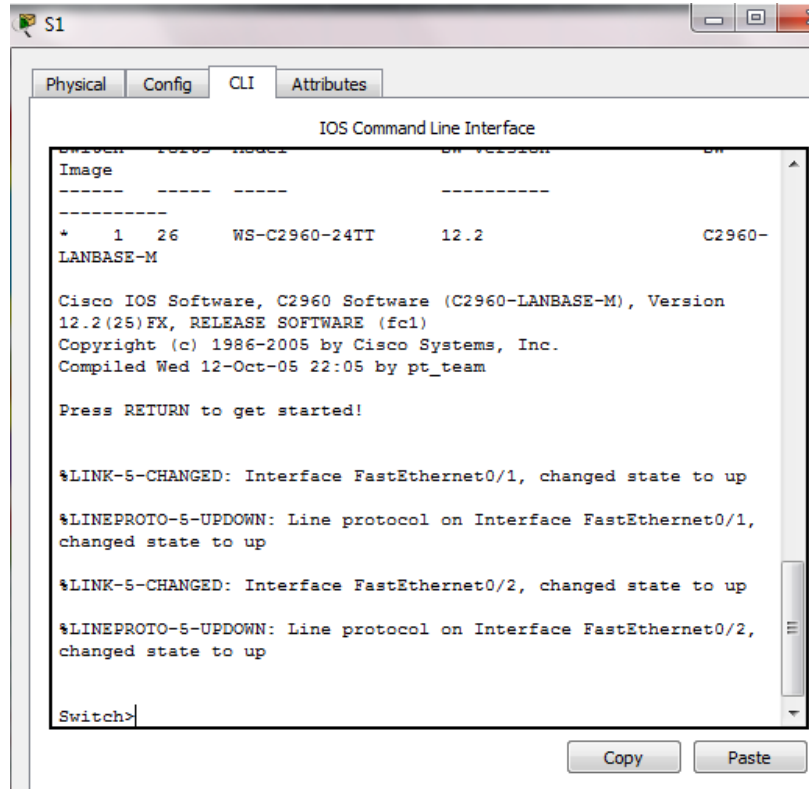 S1
Physical Config CLI Attributes
IOS Command Line Interface
Image
------ ----- ----- ----------
----------
* 1 26 WS-C2960-24TT 12.2 C2960-
LANBASE-M
Cisco IOS Software, C2960 Software (C2960-LANBASE-M), Version
12.2(25)FX, RELEASE SOFTWARE (fc1)
Copyright (c) 1986-2005 by Cisco Systems, Inc.
Compiled Wed 12-Oct-05 22:05 by pt_team
Press RETURN to get started!
%LINK-5-CHANGED: Interface FastEthernet0/1, changed state to up
%LINEPROTO-5-UPDOWN: Line protocol on Interface FastEthernet0/1,
changed state to up
%LINK-5-CHANGED: Interface FastEthernet0/2, changed state to up
%LINEPROTO-5-UPDOWN: Line protocol on Interface FastEthernet0/2,
changed state to up
Switch>
Copy Paste